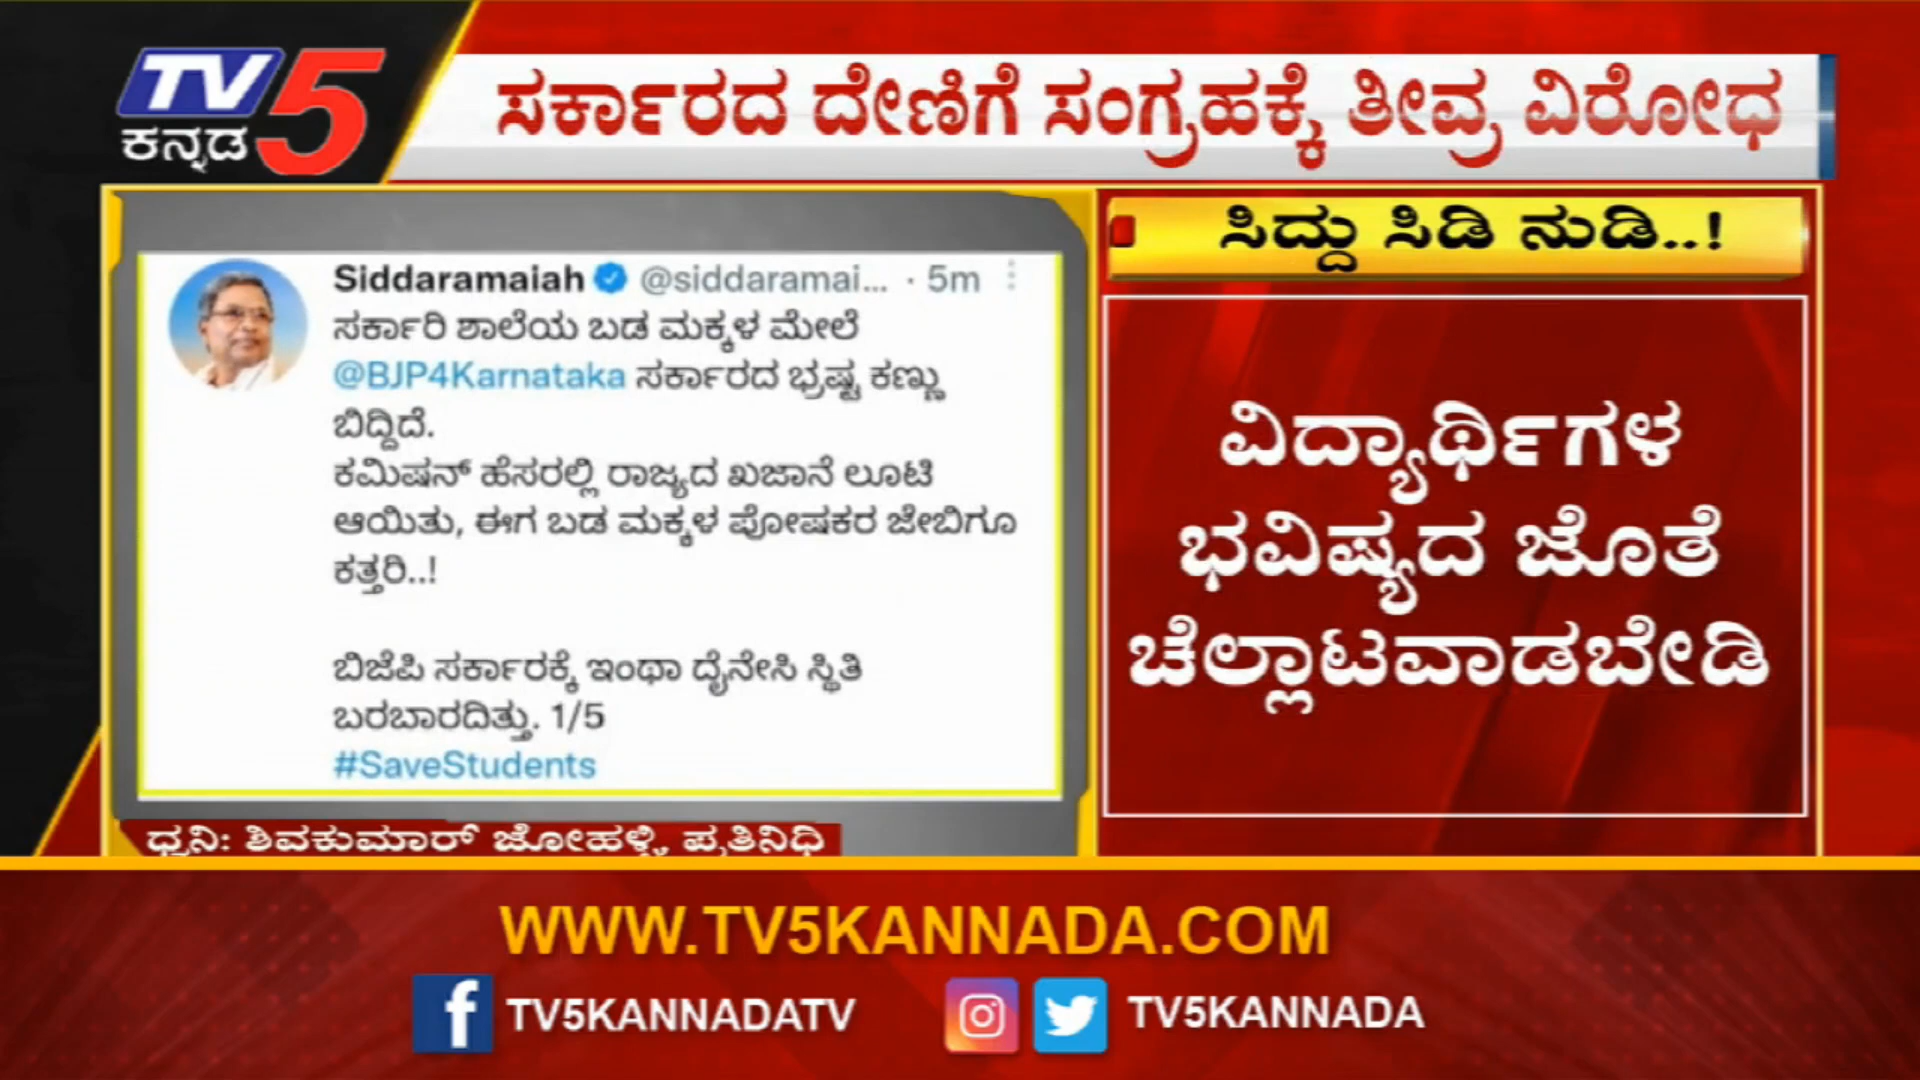 TV5
ಕನ್ನಡ
ಸರ್ಕಾರದ ದೇಣಿಗೆ ಸಂಗ್ರಹಕ್ಕೆ ತೀವ್ರ ವಿರೋಧ
Siddaramaiah @siddaramai... · 5m
ಸರ್ಕಾರಿ ಶಾಲೆಯ ಬಡ ಮಕ್ಕಳ ಮೇಲೆ
@BJP4Karnataka ಸರ್ಕಾರದ ಭ್ರಷ್ಟ ಕಣ್ಣು
ಬಿದ್ದಿದೆ.
ಕಮಿಷನ್ ಹೆಸರಲ್ಲಿ ರಾಜ್ಯದ ಖಜಾನೆ ಲೂಟಿ
ಆಯಿತು, ಈಗ ಬಡ ಮಕ್ಕಳ ಪೋಷಕರ ಜೇಬಿಗೂ
ಕತ್ತರಿ..!
ಬಿಜೆಪಿ ಸರ್ಕಾರಕ್ಕೆ ಇಂಥಾ ದೈನೇಸಿ ಸ್ಥಿತಿ
ಬರಬಾರದಿತ್ತು. 1/5
#SaveStudents
ಧ್ವನಿ: ಶಿವಕುಮಾರ್ ಜೋಹಳ್ಳಿ, ಪ್ರತಿನಿಧಿ
ಸಿದ್ದು ಸಿಡಿ ನುಡಿ..!
ವಿದ್ಯಾರ್ಥಿಗಳ
ಭವಿಷ್ಯದ ಜೊತೆ
ಚೆಲ್ಲಾಟವಾಡಬೇಡಿ
WWW.TV5KANNADA.COM
TV5KANNADATV
TV5KANNADA